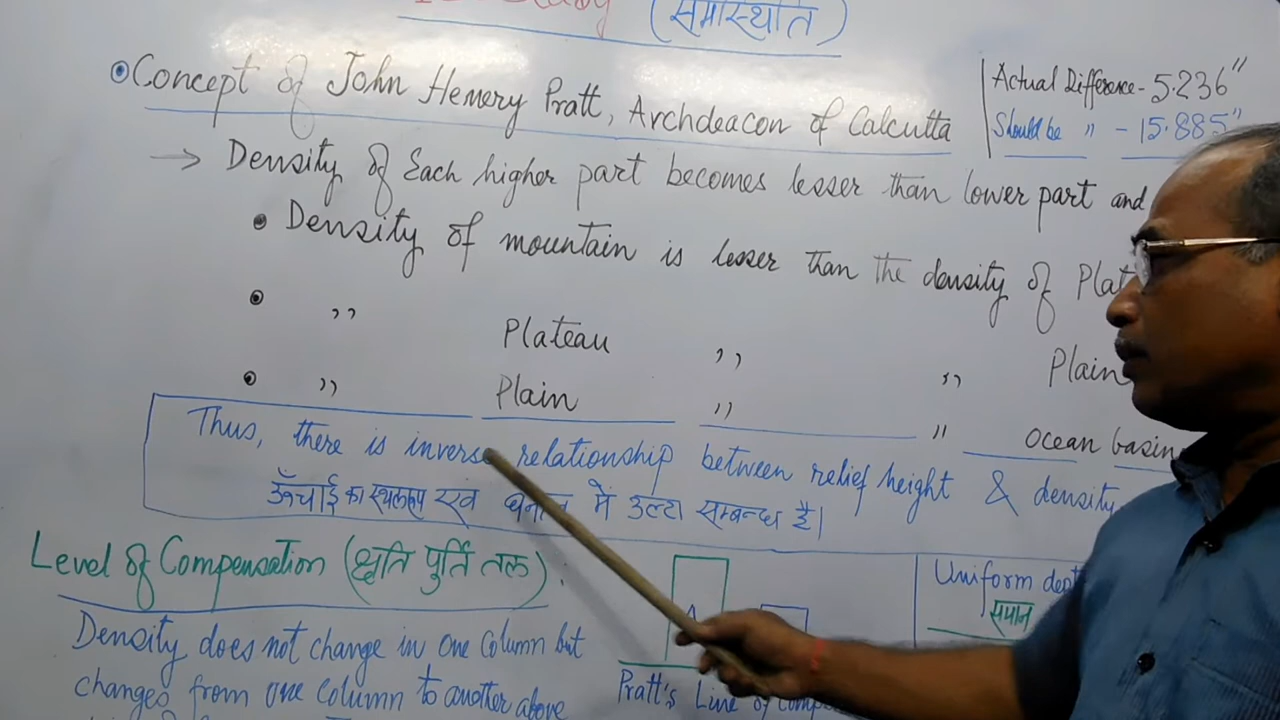 (समस्थिति)
Concept of John Hemery Pratt, Archdeacon of Calcutta
Actual Difference - 5.236"
Should be " - 15.885"
→ Density of Each higher part becomes lesser than lower part and
• Density of mountain is lesser than the density of Plat
• ,, Plateau ,, ,, Plain
• ,, Plain ,, ,, ocean basin
Thus, there is inverse relationship between relief height & density
ऊँचाई का स्थलरूप एवं में उल्टा सम्बन्ध है।
Level of Compensation (क्षति पुर्ति तल).
Density does not change in one Column but
changes from one Column to another above
A
Pratt's Line of Comp
Uniform dep
समान